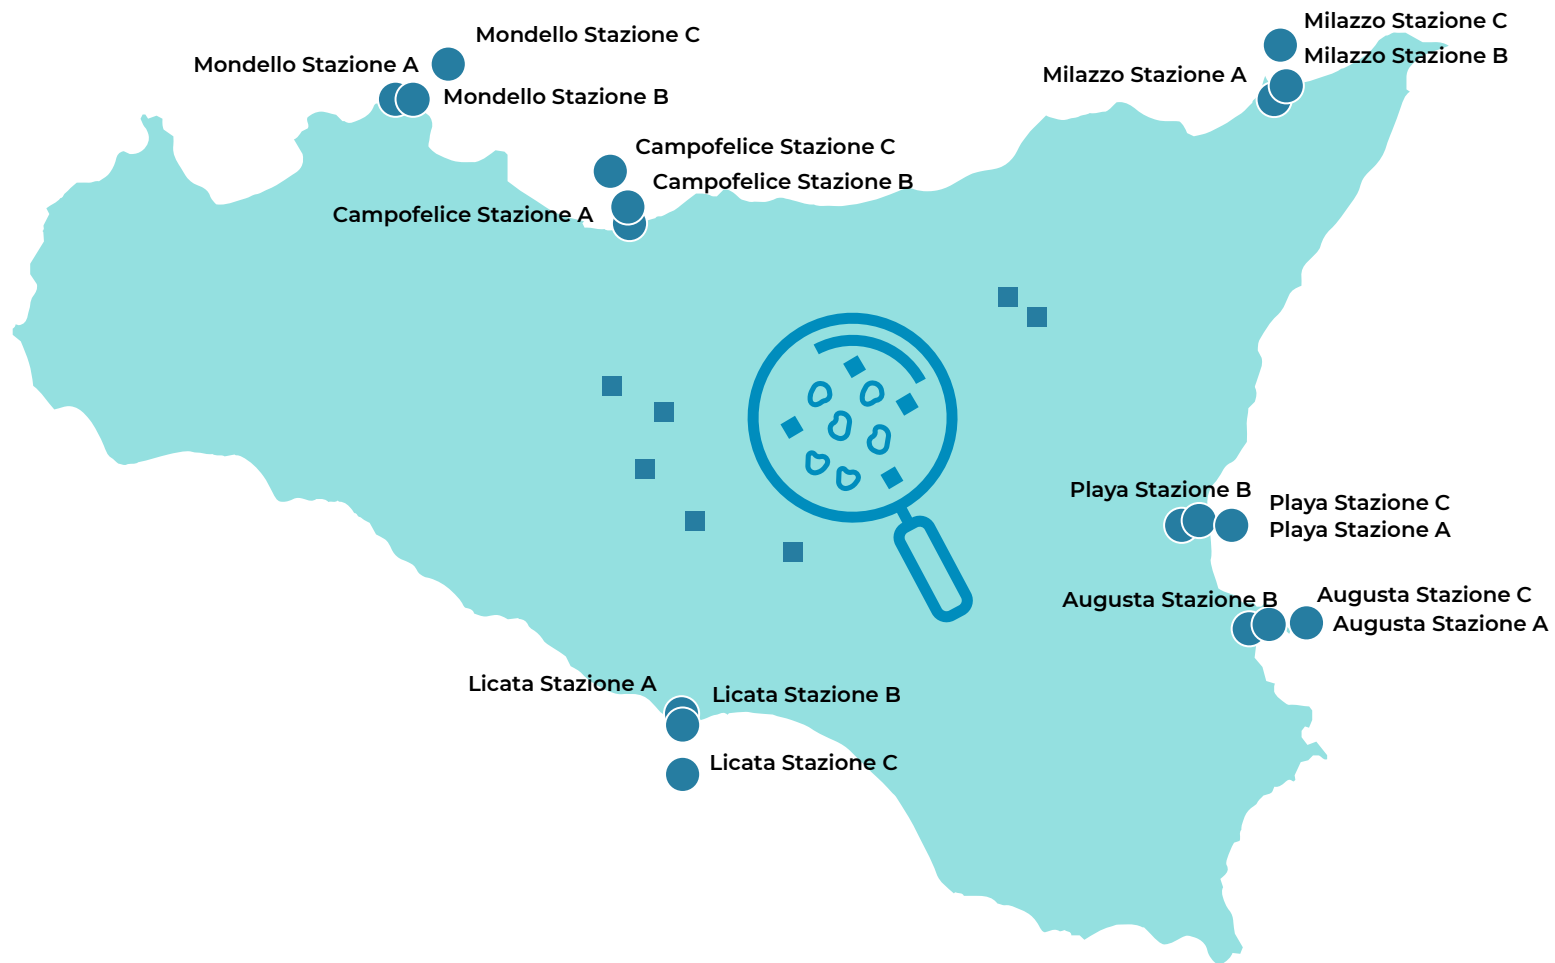 Milazzo Stazione C
Mondello Stazione C
Milazzo Stazione B
Mondello Stazione A
Milazzo Stazione A
Mondello Stazione B
Campofelice Stazione C
Campofelice Stazione B
Campofelice Stazione A
Playa Stazione B
Playa Stazione C
Playa Stazione A
Augusta Stazione C
Augusta Stazione B
Augusta Stazione A
Licata Stazione A
Licata Stazione B
Licata Stazione C